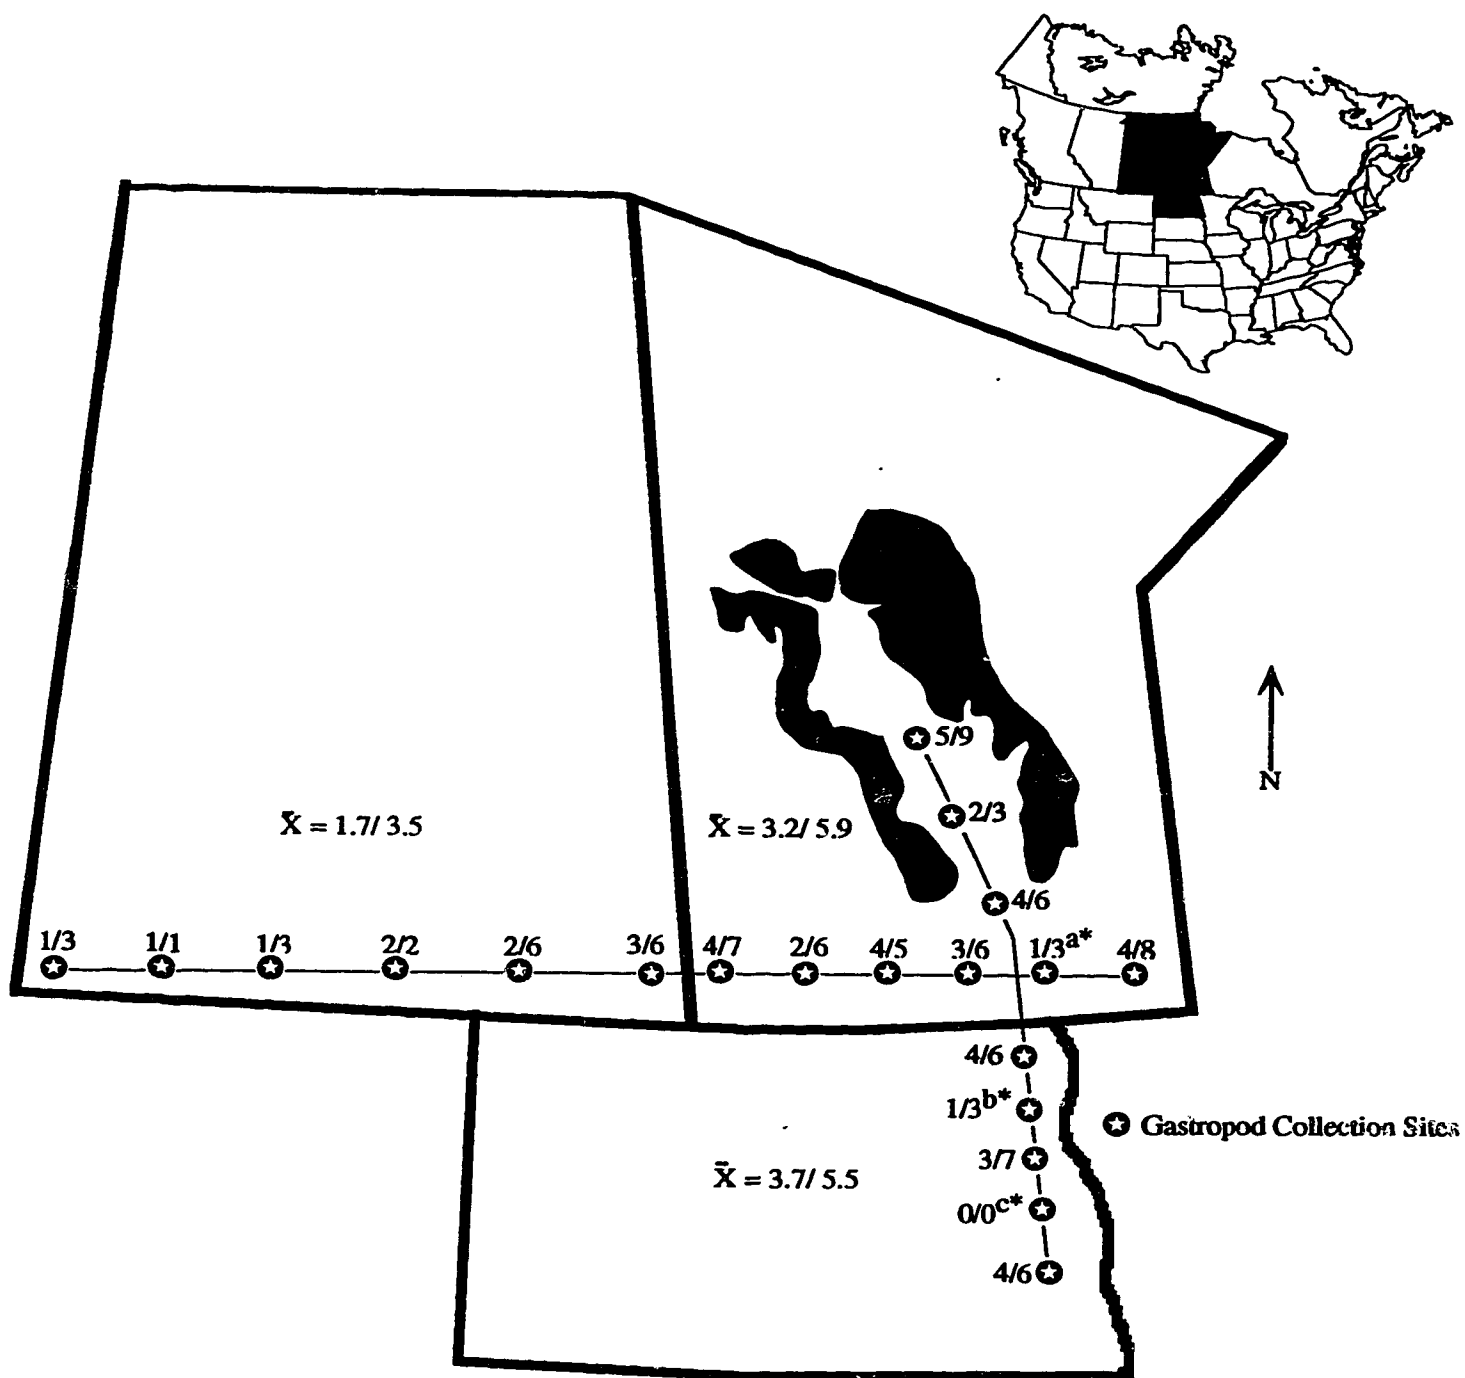 5/9
N
2/3
X̄ = 1.7/ 3.5
X̄ = 3.2/ 5.9
4/6
1/3 1/1 1/3 2/2 2/6 3/6 4/7 2/6 4/5 3/6 1/3a* 4/8
4/6
1/3b*
Gastropod Collection Sites
3/7
X̄ = 3.7/ 5.5
0/0c*
4/6